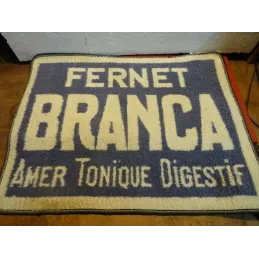 FERNET
BRANCA
AMER TONIQUE DIGESTIF